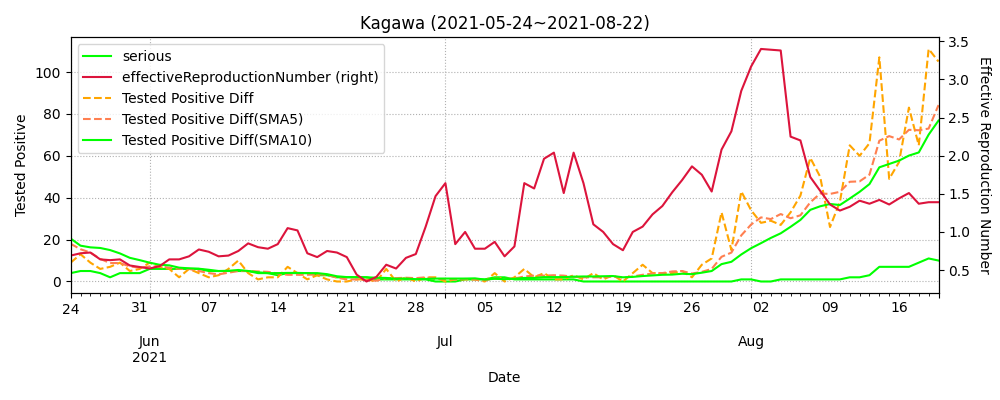 Kagawa (2021-05-24~2021-08-22)
serious
effectiveReproductionNumber (right)
Tested Positive Diff
Tested Positive Diff(SMA5)
Tested Positive Diff(SMA10)
Tested Positive
100
80
60
40
20
0
3.5
3.0
2.5
2.0
1.5
1.0
0.5
Effective Reproduction Number
24 31 07 14 21 28 05 12 19 26 02 09 16
Jun Jul Aug
2021
Date